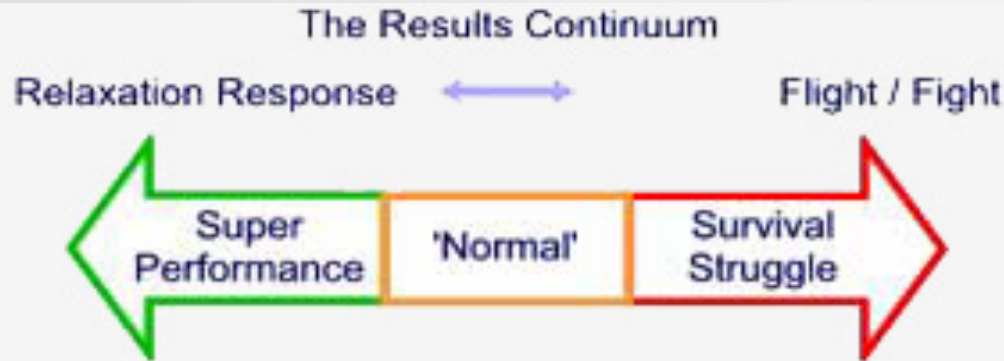 The Results Continuum
Relaxation Response
Flight / Fight
Super
Performance
'Normal'
Survival
Struggle